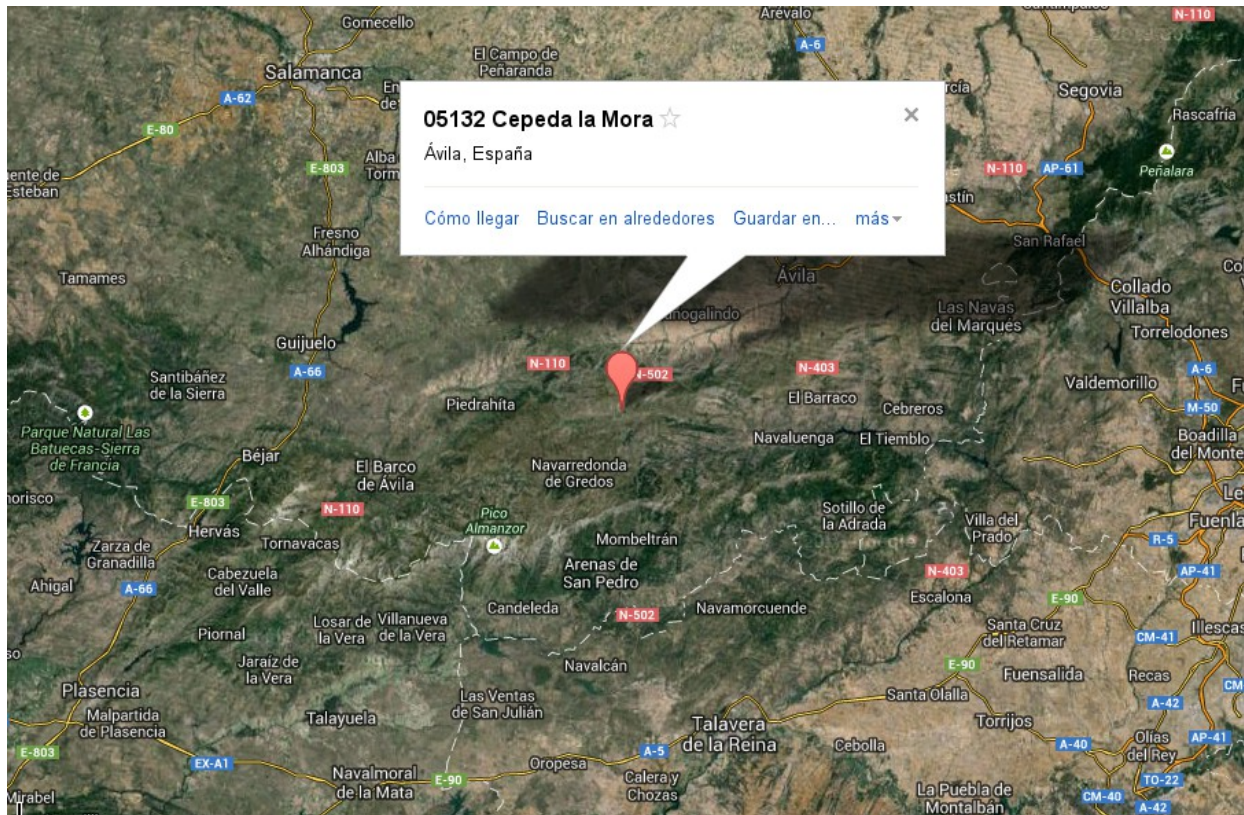 Gomecello
Arévalo
N-110
A-6
El Campo de
Peñaranda
Salamanca
A-62
Segovia
E-80
Rascafría
05132 Cepeda la Mora
Ávila, España
Cómo llegar Buscar en alrededores Guardar en... más
E-803
Alba
Torm
N-110
AP-61
Peñalara
uente de
Esteban
Fresno
Alhándiga
San Rafael
Tamames
Ávila
Collado
Villalba
Las Navas
del Marqués
Torrelodones
Guijuelo
A-66
N-110
N-502
N-403
A-6
Santibáñez
de la Sierra
Valdemorillo
Piedrahíta
El Barraco
Cebreros
M-50
Parque Natural Las
Batuecas-Sierra
de Francia
Navaluenga
El Tiemblo
Boadilla
del Monte
Béjar
El Barco
de Ávila
Navarredonda
de Gredos
E-803
N-110
Pico
Almanzor
Sotillo de
la Adrada
Villa del
Prado
Hervás
Tornavacas
Mombeltrán
R-5
Zarza de
Granadilla
Arenas de
San Pedro
N-403
AP-41
Ahigal
A-66
Cabezuela
del Valle
Candeleda
N-502
Navamorcuende
Escalona
E-90
Losar de
la Vera
Villanueva
de la Vera
Santa Cruz
del Retamar
CM-41
Illescas
Piornal
Jaraíz de
la Vera
Navalcán
E-90
Fuensalida
Recas
Plasencia
Malpartida
de Plasencia
Talayuela
Las Ventas
de San Julián
Santa Olalla
A-42
Torrijos
Talavera
de la Reina
E-803
EX-A1
A-5
Cebolla
A-40
Olías
del Rey
AP-41
Navalmoral
de la Mata
E-90
Oropesa
Calera y
Chozas
TO-22
Mirabel
La Puebla de
Montalbán
CM-40
A-42